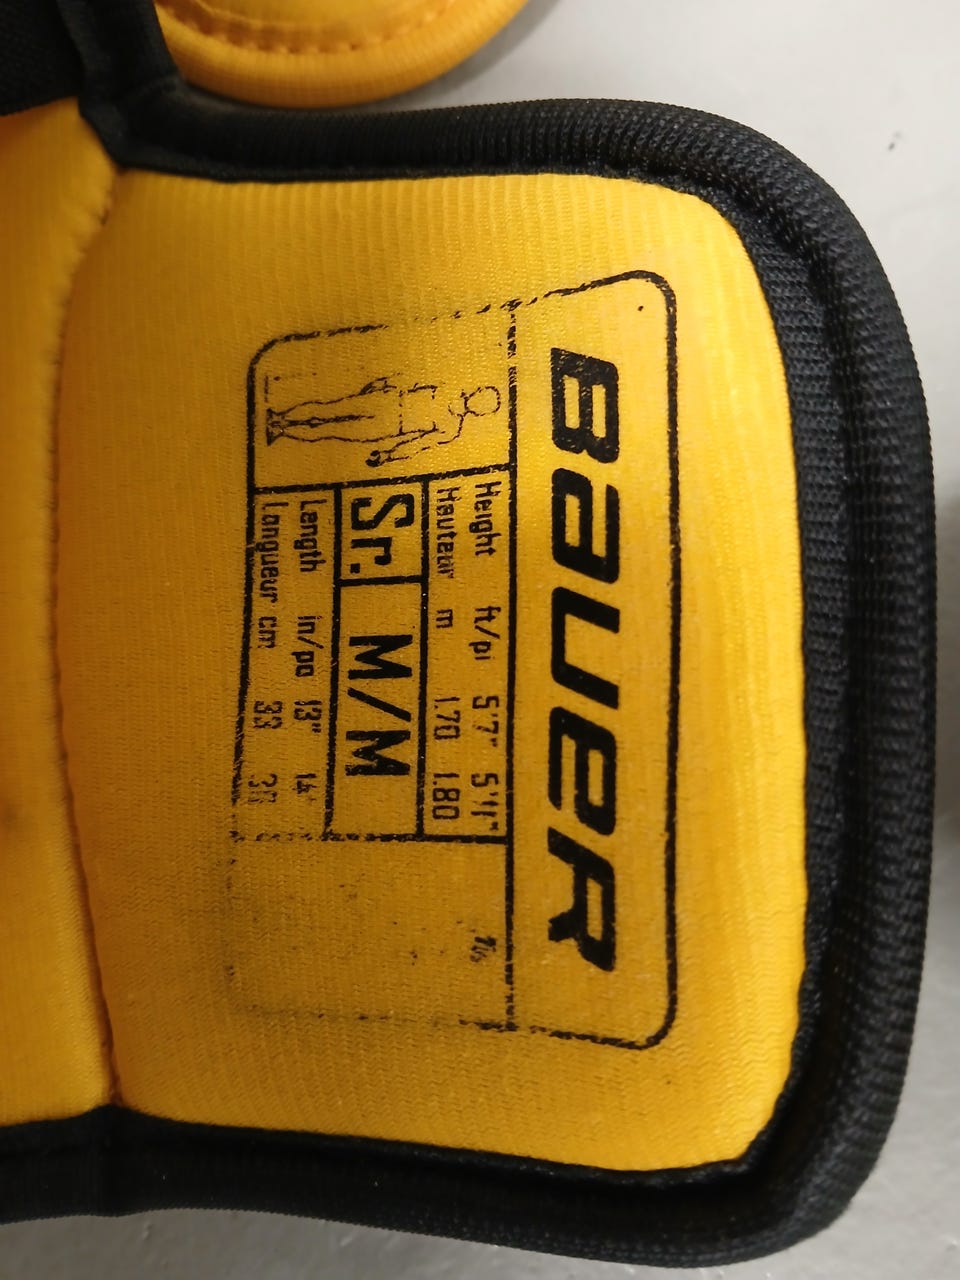 BAUER
Height ft/pi 5'7" 5'11"
Hauteur m 1.70 1.80
Sr. M/M
Length in/po 13" 14"
Longueur cm 33